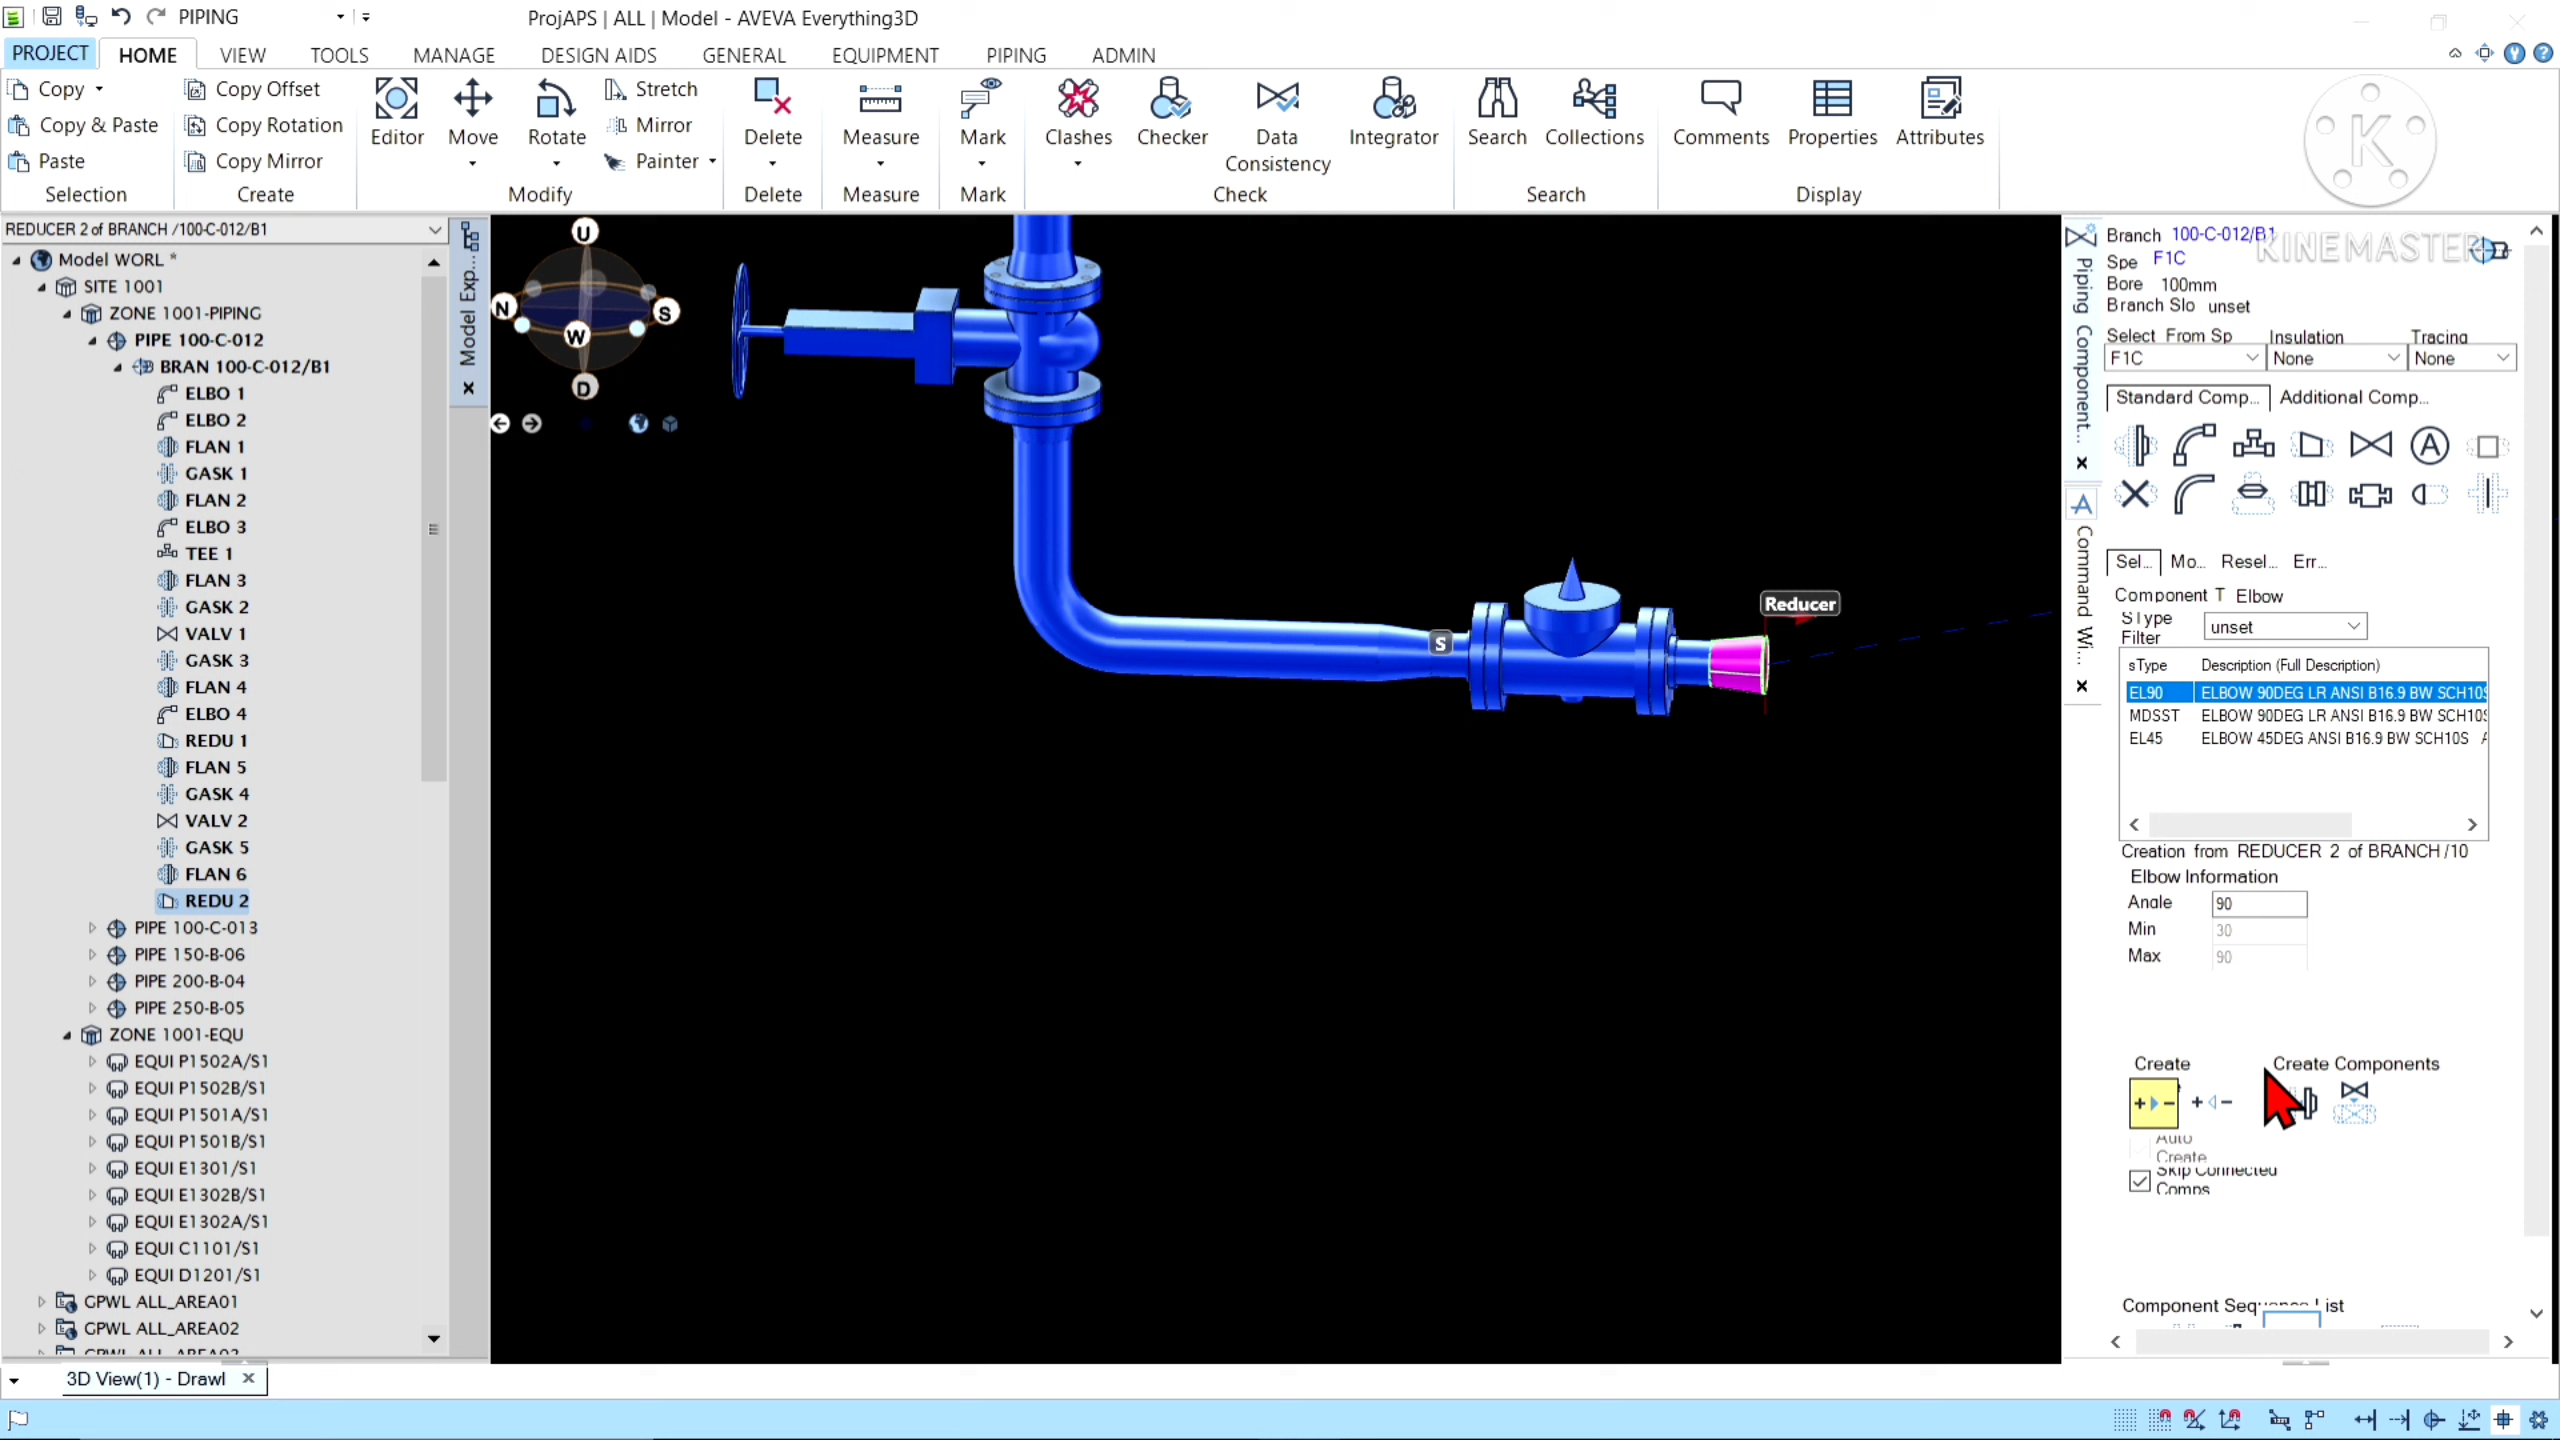 PIPING
ProjAPS | ALL | Model - AVEVA Everything3D
PROJECT HOME VIEW TOOLS MANAGE DESIGN AIDS GENERAL EQUIPMENT PIPING ADMIN
Copy
Copy & Paste
Paste
Selection
Copy Offset
Copy Rotation
Copy Mirror
Create
Editor
Move
Rotate
Stretch
Mirror
Painter
Modify
Delete
Delete
Measure
Measure
Mark
Mark
Clashes
Checker
Data
Consistency
Integrator
Check
Search
Collections
Search
Comments
Properties
Attributes
Display
K
KINEMASTER
REDUCER 2 of BRANCH /100-C-012/B1
Model WORL *
SITE 1001
ZONE 1001-PIPING
PIPE 100-C-012
BRAN 100-C-012/B1
ELBO 1
ELBO 2
FLAN 1
GASK 1
FLAN 2
ELBO 3
TEE 1
FLAN 3
GASK 2
VALV 1
GASK 3
FLAN 4
ELBO 4
REDU 1
FLAN 5
GASK 4
VALV 2
GASK 5
FLAN 6
REDU 2
PIPE 100-C-013
PIPE 150-B-06
PIPE 200-B-04
PIPE 250-B-05
ZONE 1001-EQU
EQUI P1502A/S1
EQUI P1502B/S1
EQUI P1501A/S1
EQUI P1501B/S1
EQUI E1301/S1
EQUI E1302B/S1
EQUI E1302A/S1
EQUI C1101/S1
EQUI D1201/S1
GPWL ALL_AREA01
GPWL ALL_AREA02
Model Exp...
U
N
S
W
D
S
Reducer
Piping Component...
Command Wi...
Branch 100-C-012/B1
Spe F1C
Bore 100mm
Branch Slo unset
Select From Sp Insulation Tracing
F1C None None
Standard Comp... Additional Comp...
A
Sel... Mo... Resel... Err...
Component T Elbow
SType
Filter unset
sType Description (Full Description)
EL90 ELBOW 90DEG LR ANSI B16.9 BW SCH10S
MDSST ELBOW 90DEG LR ANSI B16.9 BW SCH10S
EL45 ELBOW 45DEG ANSI B16.9 BW SCH10S
Creation from REDUCER 2 of BRANCH /10
Elbow Information
Angle 90
Min 30
Max 90
Create Create Components
Auto
Create
Skip Connected
Comps
Component Sequence List
3D View(1) - Drawl